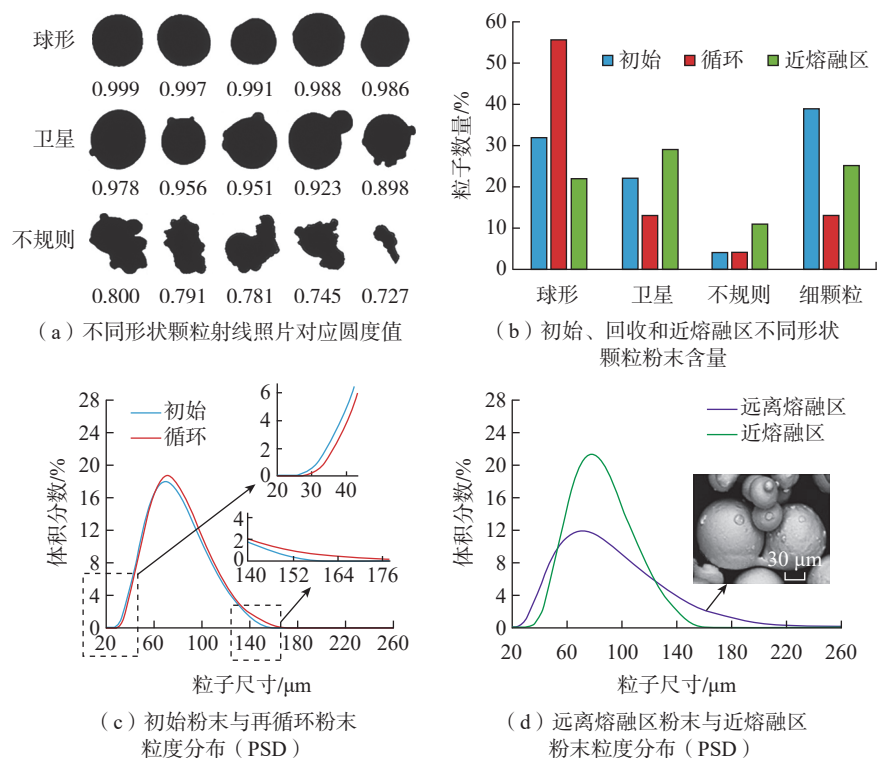 球形
0.999 0.997 0.991 0.988 0.986
卫星
0.978 0.956 0.951 0.923 0.898
不规则
0.800 0.791 0.781 0.745 0.727
(a)不同形状颗粒射线照片对应圆度值
60
50
40
30
20
10
0
粒子数量/%
初始 循环 近熔融区
球形 卫星 不规则 细颗粒
(b)初始、回收和近熔融区不同形状
颗粒粉末含量
28
24
20
16
12
8
4
0
体积分数/%
初始
循环
6
4
2
0
20 30 40
4
2
0
140 152 164 176
20 60 100 140 180 220 260
粒子尺寸/μm
(c)初始粉末与再循环粉末
粒度分布(PSD)
28
24
20
16
12
8
4
0
体积分数/%
远离熔融区
近熔融区
30 μm
20 60 100 140 180 220 260
粒子尺寸/μm
(d)远离熔融区粉末与近熔融区
粉末粒度分布(PSD)